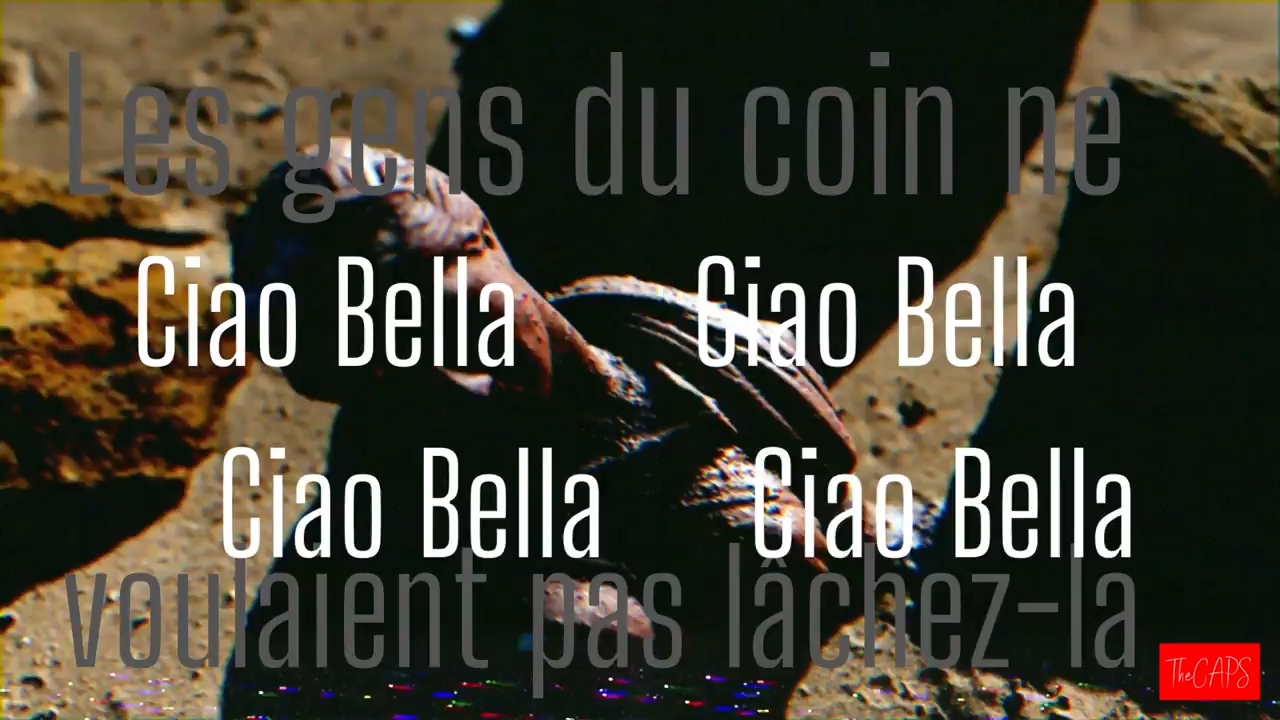 Les gens du coin ne
Ciao Bella Ciao Bella
Ciao Bella Ciao Bella
voulaient pas lâchez-la
TheCAPS